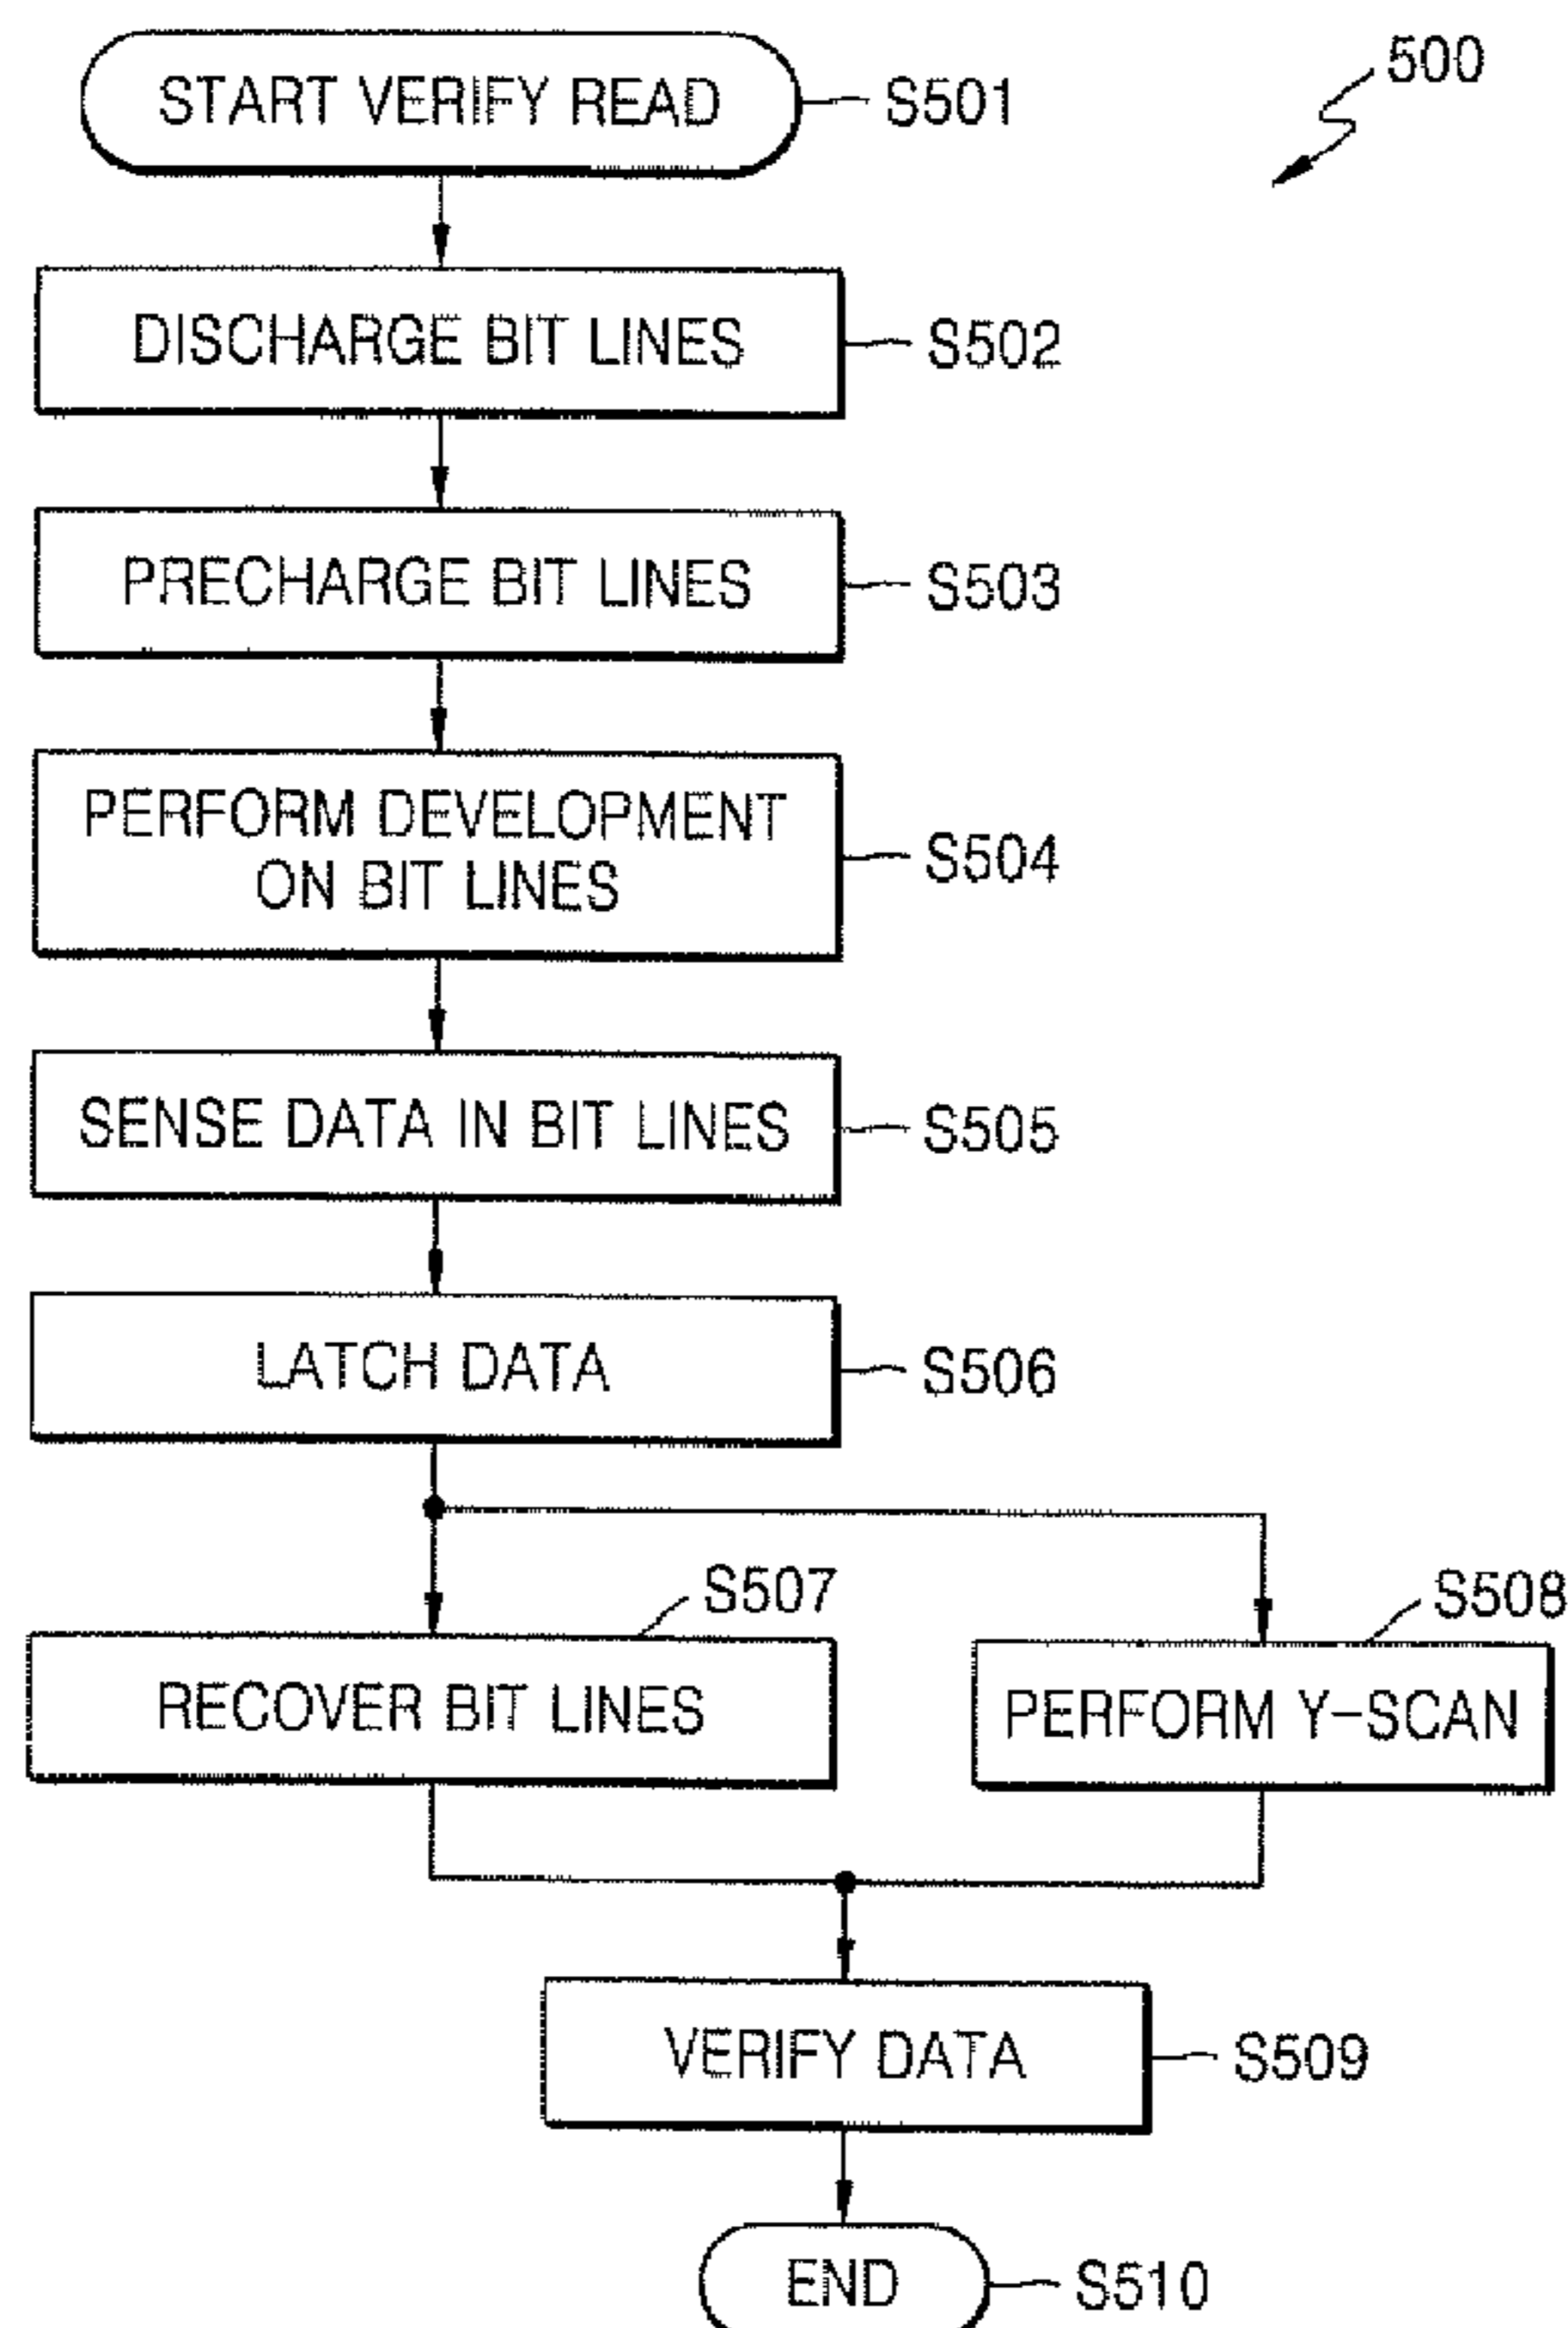 500
START VERIFY READ S501
DISCHARGE BIT LINES S502
PRECHARGE BIT LINES S503
PERFORM DEVELOPMENT
ON BIT LINES S504
SENSE DATA IN BIT LINES S505
LATCH DATA S506
S507
RECOVER BIT LINES
S508
PERFORM Y-SCAN
VERIFY DATA S509
END S510